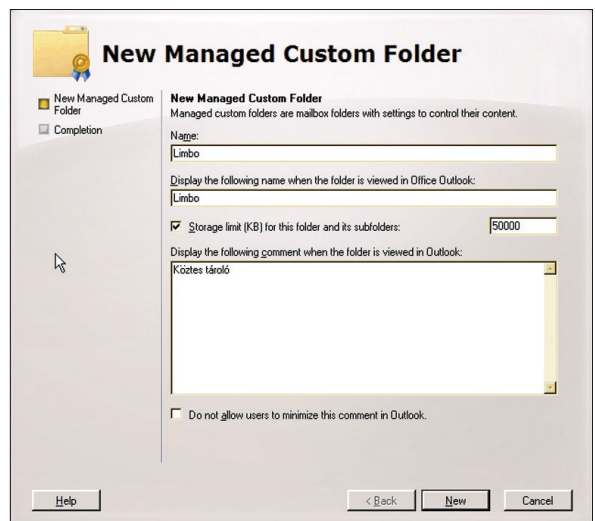 New Managed Custom Folder
New Managed Custom
Folder
Completion
New Managed Custom Folder
Managed custom folders are mailbox folders with settings to control their content.
Name:
Limbo
Display the following name when the folder is viewed in Office Outlook:
Limbo
Storage limit (KB) for this folder and its subfolders:
50000
Display the following comment when the folder is viewed in Outlook:
Köztes tároló
Do not allow users to minimize this comment in Outlook.
Help
< Back
New
Cancel